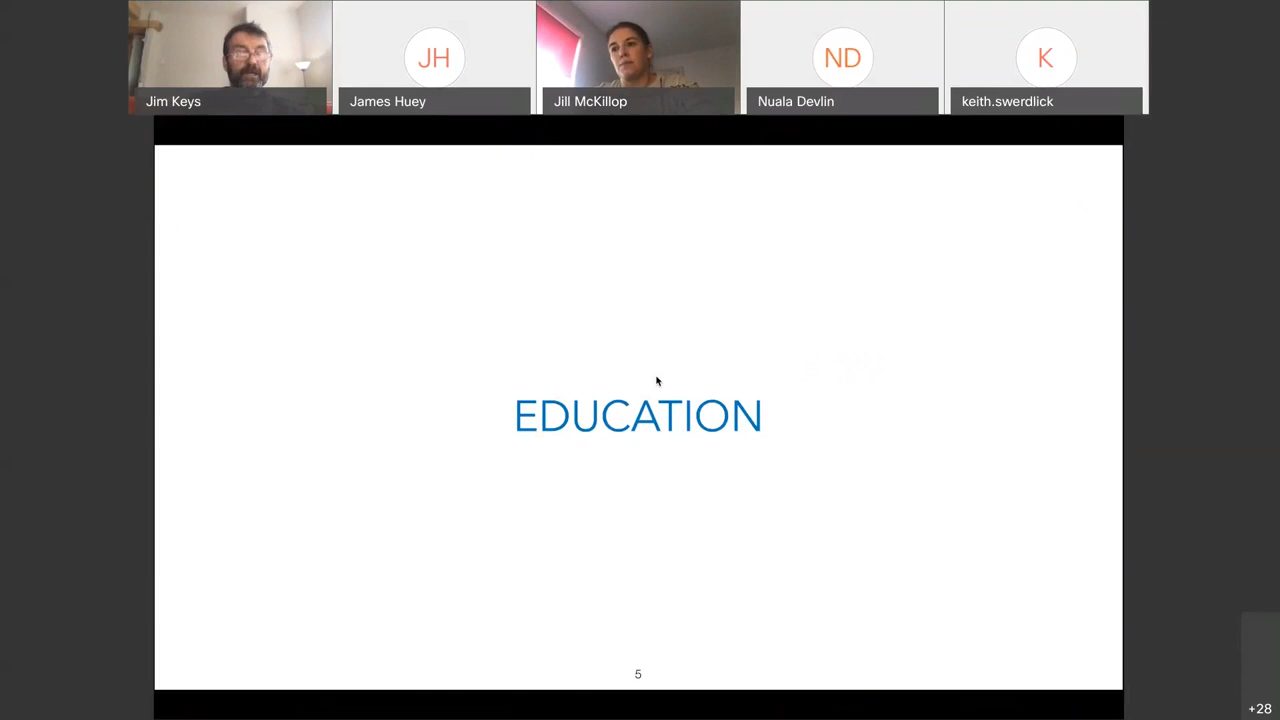 JH
ND
K
Jim Keys
James Huey
Jill McKillop
Nuala Devlin
keith.swerdlick
EDUCATION
5
+28